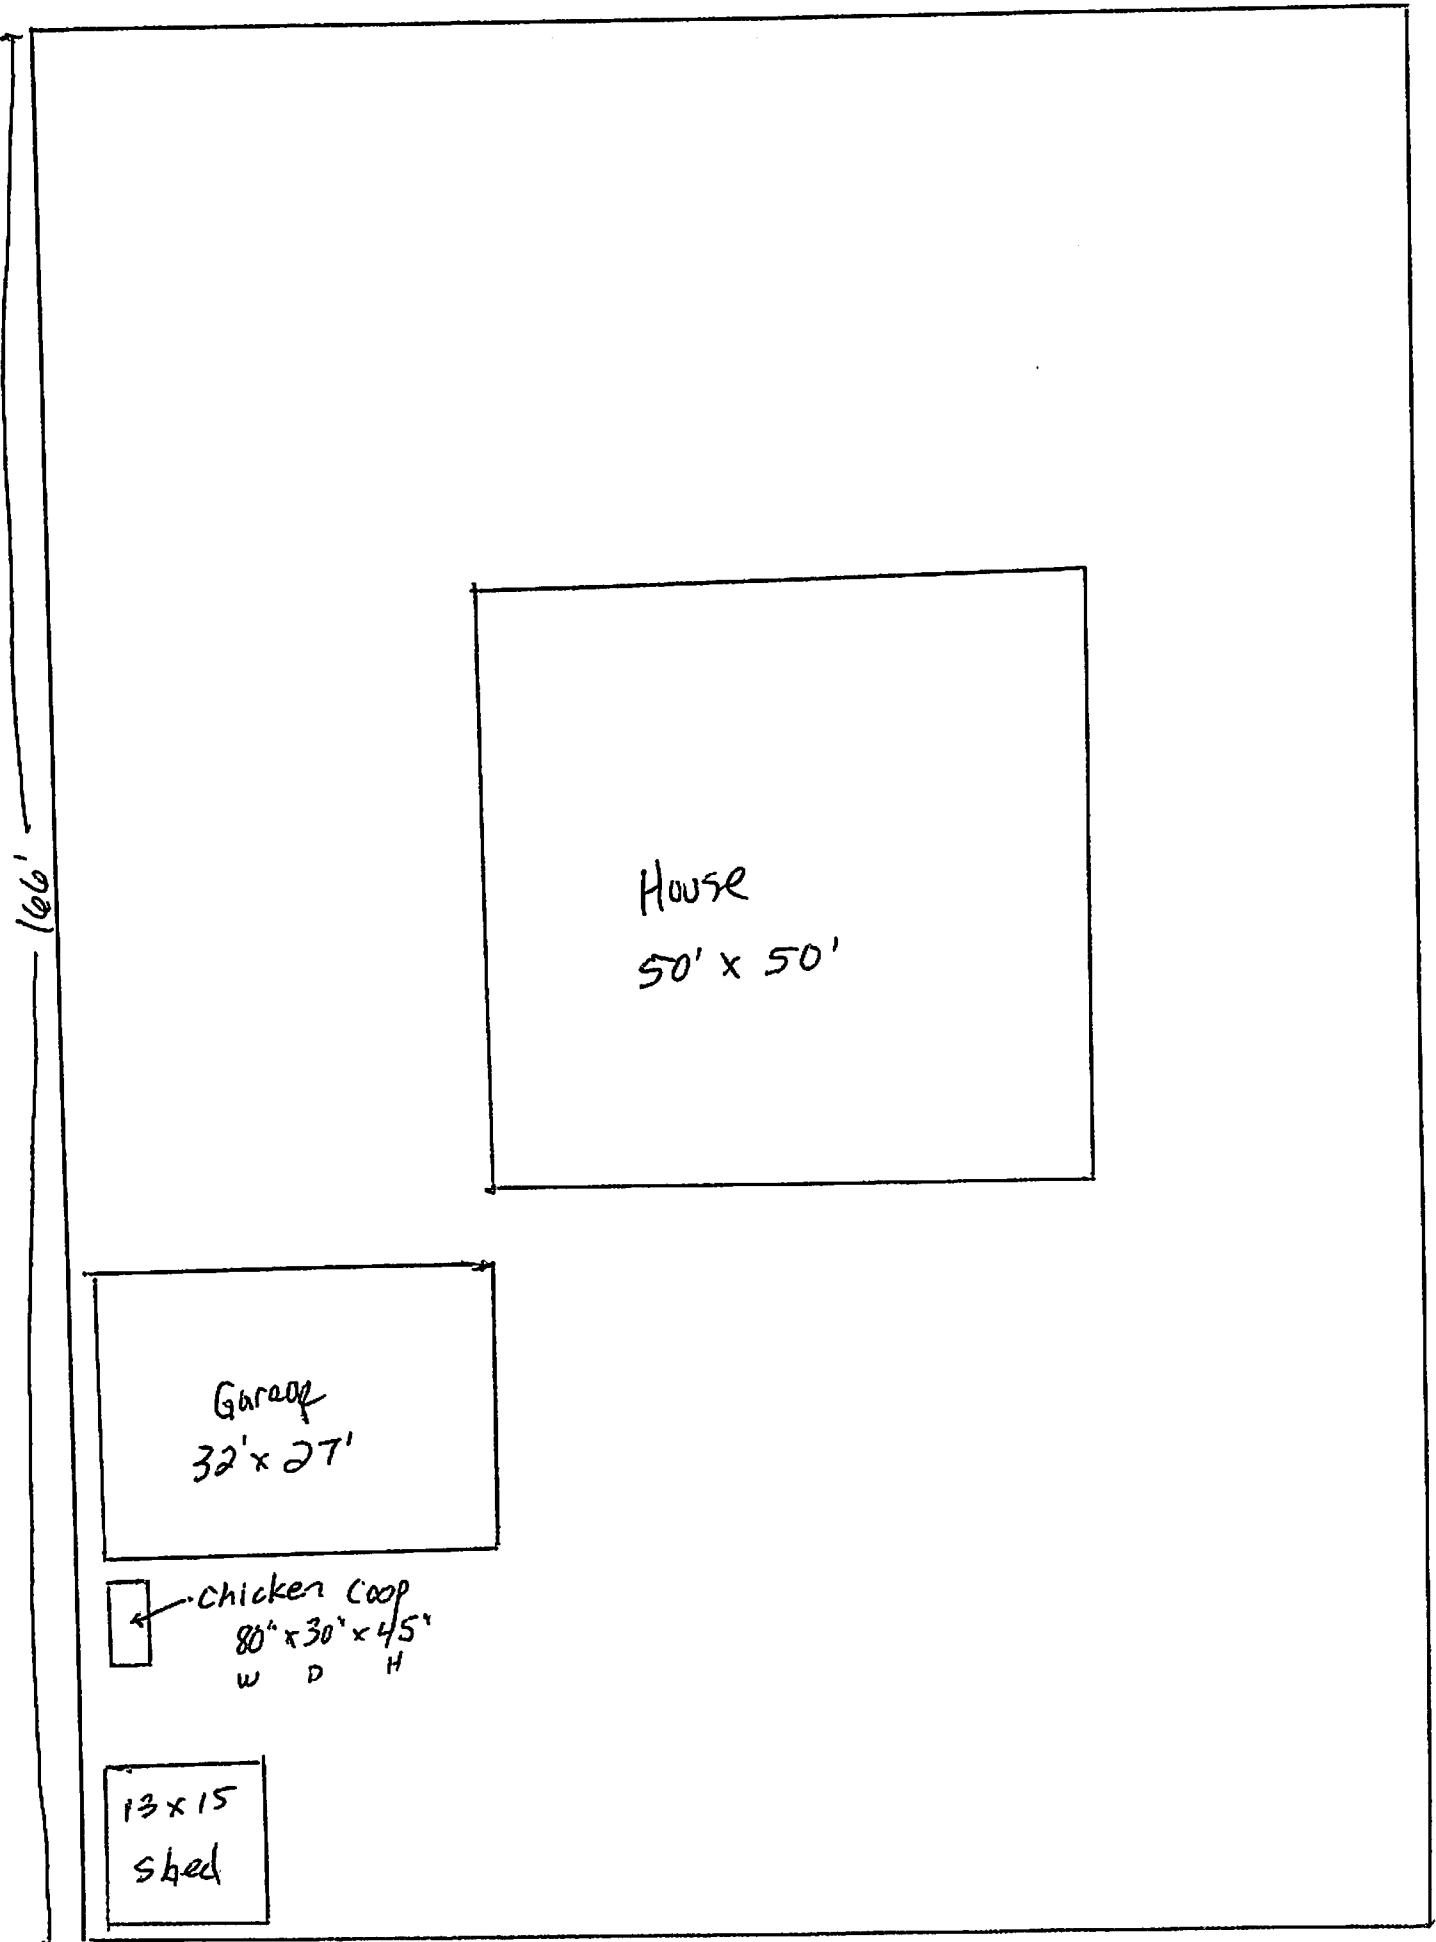 166'
House
50' x 50'
Garage
32' x 27'
chicken coop
80" x 30" x 45"
W D H
13 x 15
shed